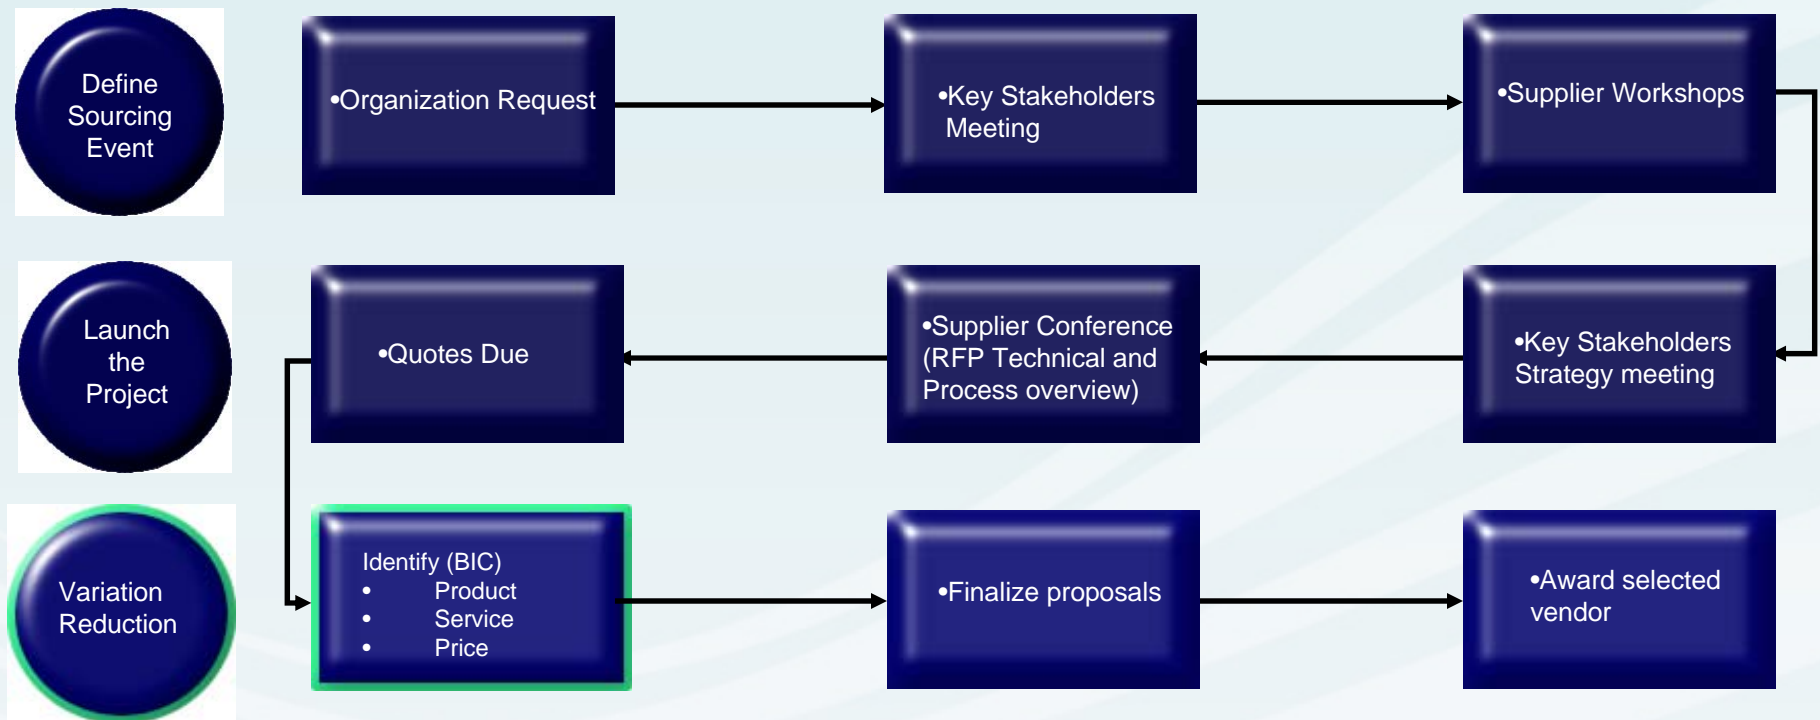 Define
Sourcing
Event
•Organization Request
•Key Stakeholders
Meeting
•Supplier Workshops
Launch
the
Project
•Quotes Due
•Supplier Conference
(RFP Technical and
Process overview)
•Key Stakeholders
Strategy meeting
Variation
Reduction
Identify (BIC)
• Product
• Service
• Price
•Finalize proposals
•Award selected
vendor